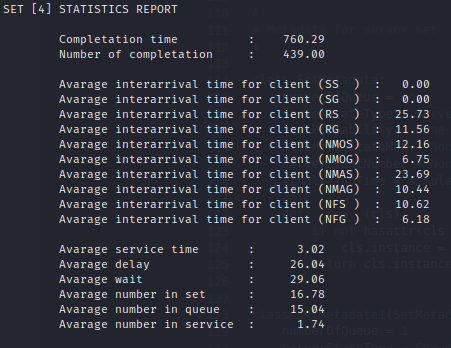 SET [4] STATISTICS REPORT
Completion time : 760.29
Number of completion : 439.00
Avarage interarrival time for client (SS ) : 0.00
Avarage interarrival time for client (SG ) : 0.00
Avarage interarrival time for client (RS ) : 25.73
Avarage interarrival time for client (RG ) : 11.56
Avarage interarrival time for client (NMOS) : 12.16
Avarage interarrival time for client (NMOG) : 6.75
Avarage interarrival time for client (NMAS) : 23.69
Avarage interarrival time for client (NMAG) : 10.44
Avarage interarrival time for client (NFS ) : 10.62
Avarage interarrival time for client (NFG ) : 6.18
Avarage service time : 3.02
Avarage delay : 26.04
Avarage wait : 29.06
Avarage number in set : 16.78
Avarage number in queue : 15.04
Avarage number in service : 1.74